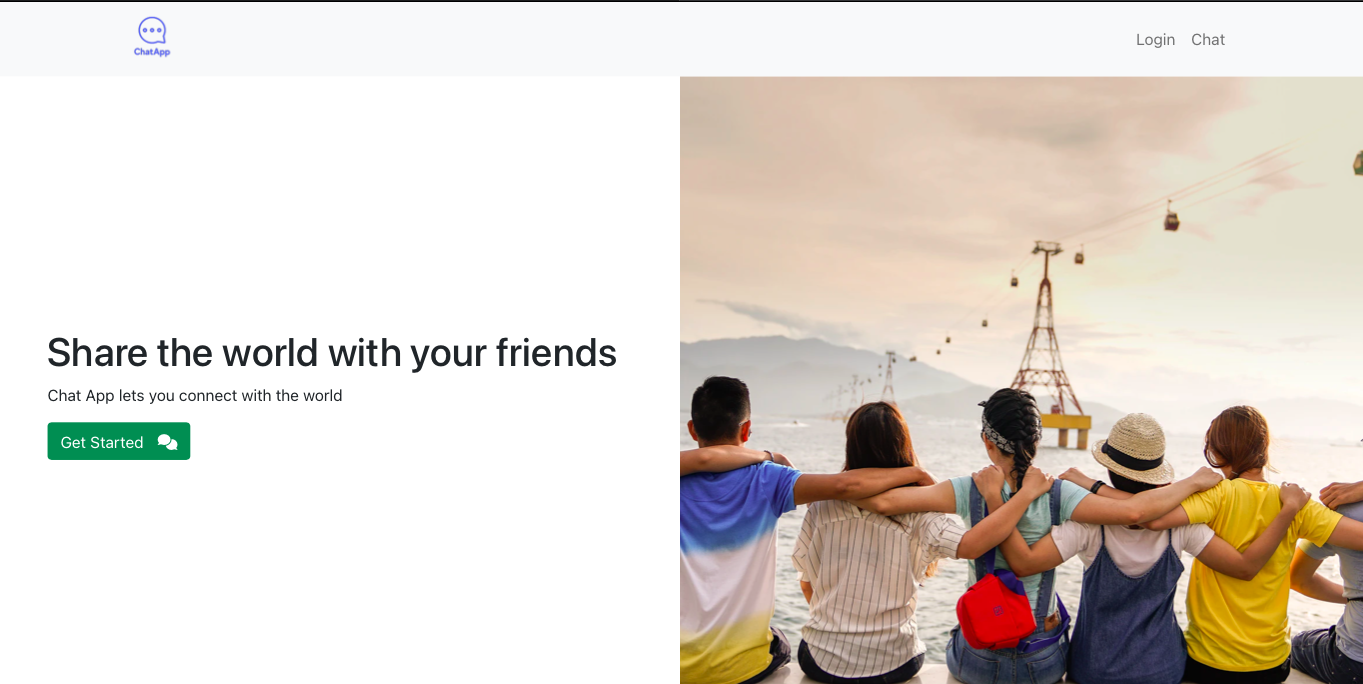 ChatApp
Login Chat
Share the world with your friends
Chat App lets you connect with the world
Get Started